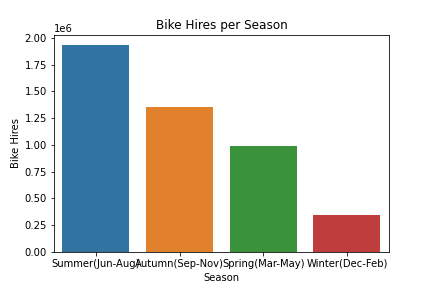 Bike Hires per Season
1e6
2.00
1.75
1.50
1.25
1.00
0.75
0.50
0.25
0.00
Bike Hires
Summer(Jun-Aug) Autumn(Sep-Nov) Spring(Mar-May) Winter(Dec-Feb)
Season